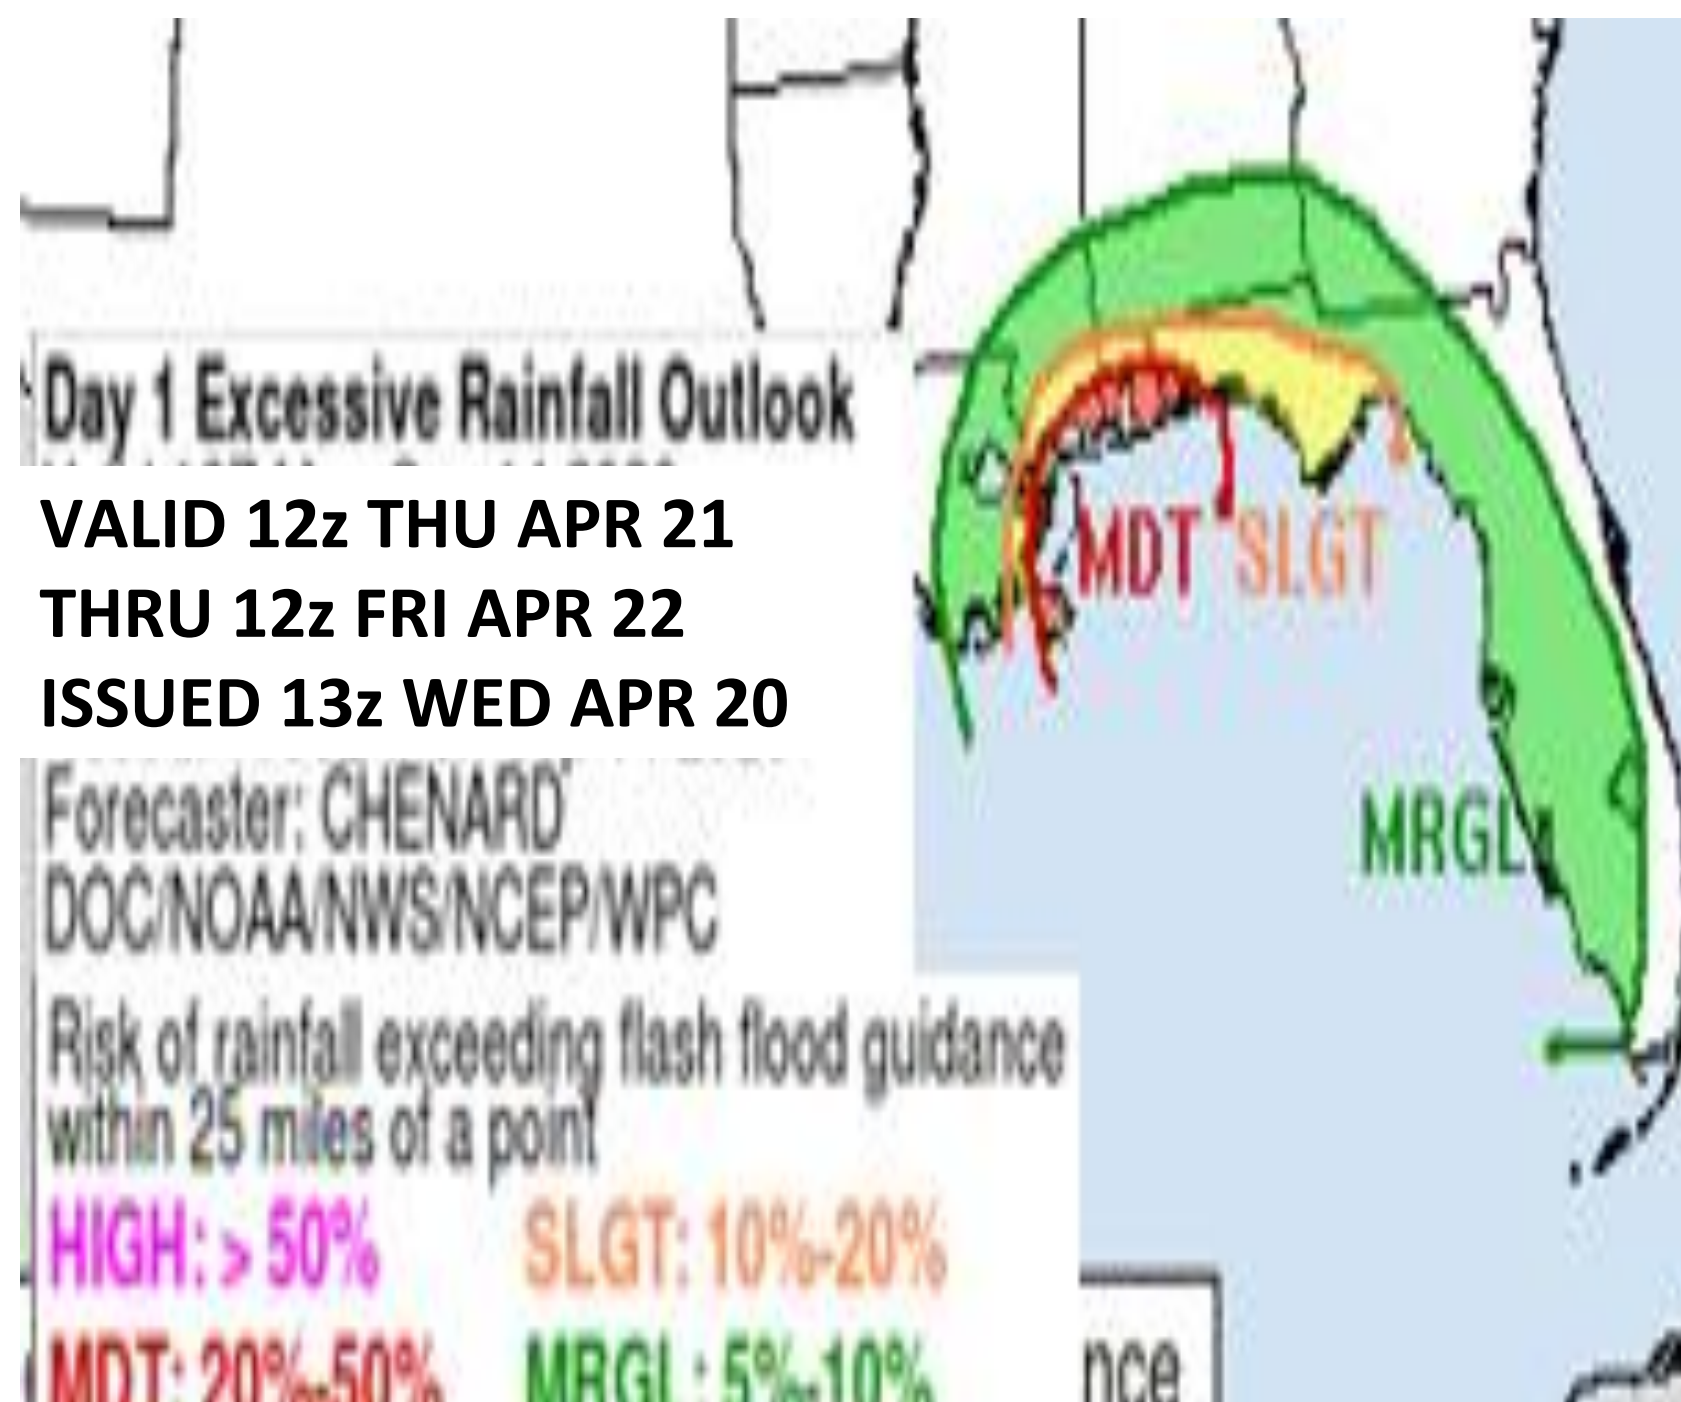 Day 1 Excessive Rainfall Outlook
VALID 12z THU APR 21
THRU 12z FRI APR 22
ISSUED 13z WED APR 20
Forecaster: CHENARD
DOC/NOAA/NWS/NCEP/WPC
Risk of rainfall exceeding flash flood guidance
within 25 miles of a point
HIGH: > 50% SLGT: 10%-20%
MDT: 20%-50% MRGL: 5%-10%
MDT SLGT
MRGL
nce